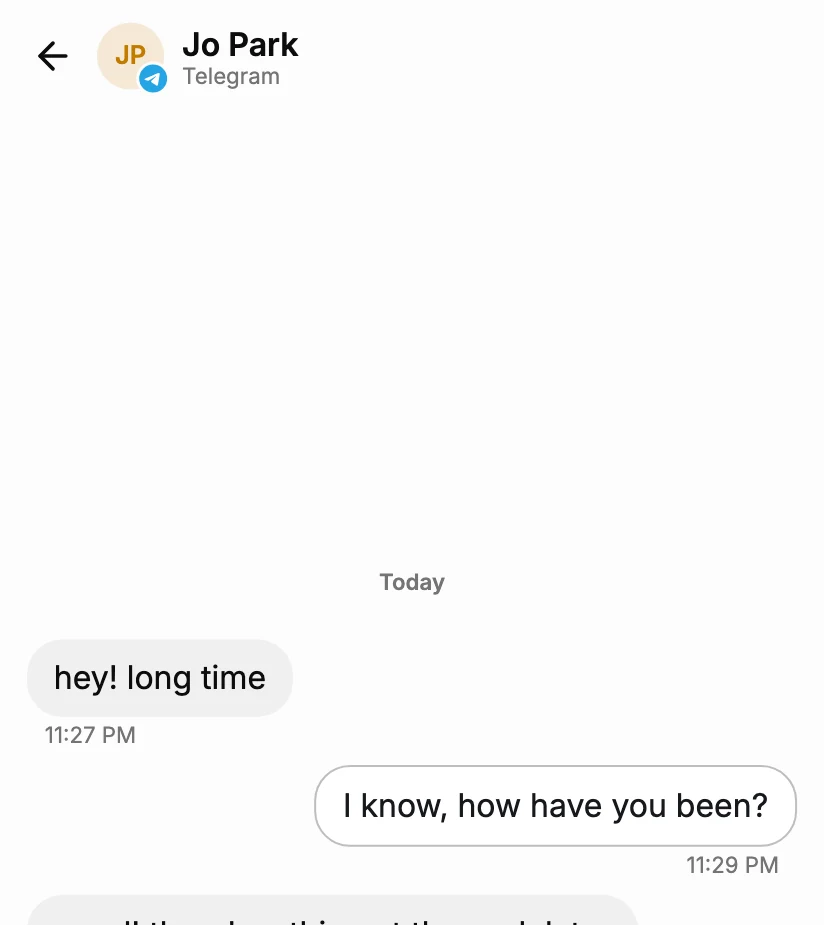 JP
Jo Park
Telegram
Today
hey! long time
11:27 PM
I know, how have you been?
11:29 PM